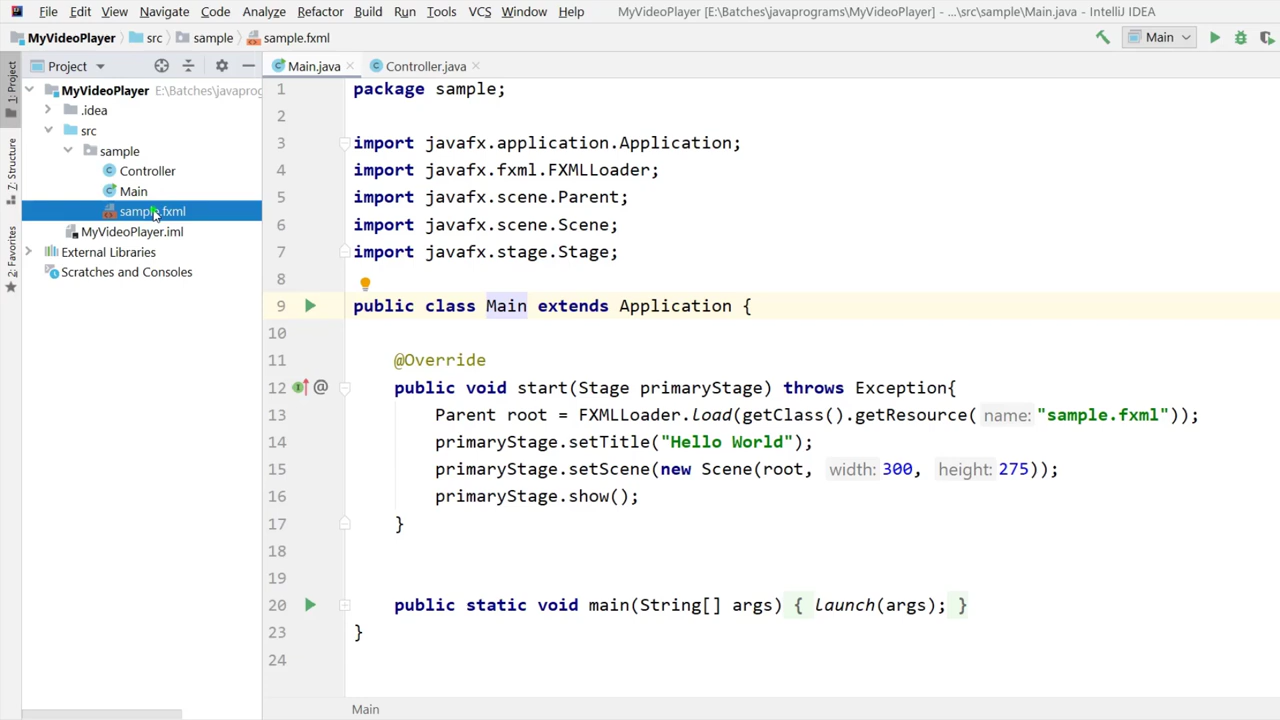 File Edit View Navigate Code Analyze Refactor Build Run Tools VCS Window Help MyVideoPlayer [E:\Batches\javaprograms\MyVideoPlayer] - ...\src\sample\Main.java - IntelliJ IDEA
MyVideoPlayer src sample sample.fxml Main
1: Project
Z: Structure
2: Favorites
Project
MyVideoPlayer E:\Batches\javaprog
.idea
src
sample
Controller
Main
sample.fxml
MyVideoPlayer.iml
External Libraries
Scratches and Consoles
Main.java Controller.java
1 package sample;
2
3 import javafx.application.Application;
4 import javafx.fxml.FXMLLoader;
5 import javafx.scene.Parent;
6 import javafx.scene.Scene;
7 import javafx.stage.Stage;
8
9 public class Main extends Application {
10
11 @Override
12 public void start(Stage primaryStage) throws Exception{
13 Parent root = FXMLLoader.load(getClass().getResource( name: "sample.fxml"));
14 primaryStage.setTitle("Hello World");
15 primaryStage.setScene(new Scene(root, width: 300, height: 275));
16 primaryStage.show();
17 }
18
19
20 public static void main(String[] args) { launch(args); }
23 }
24
Main